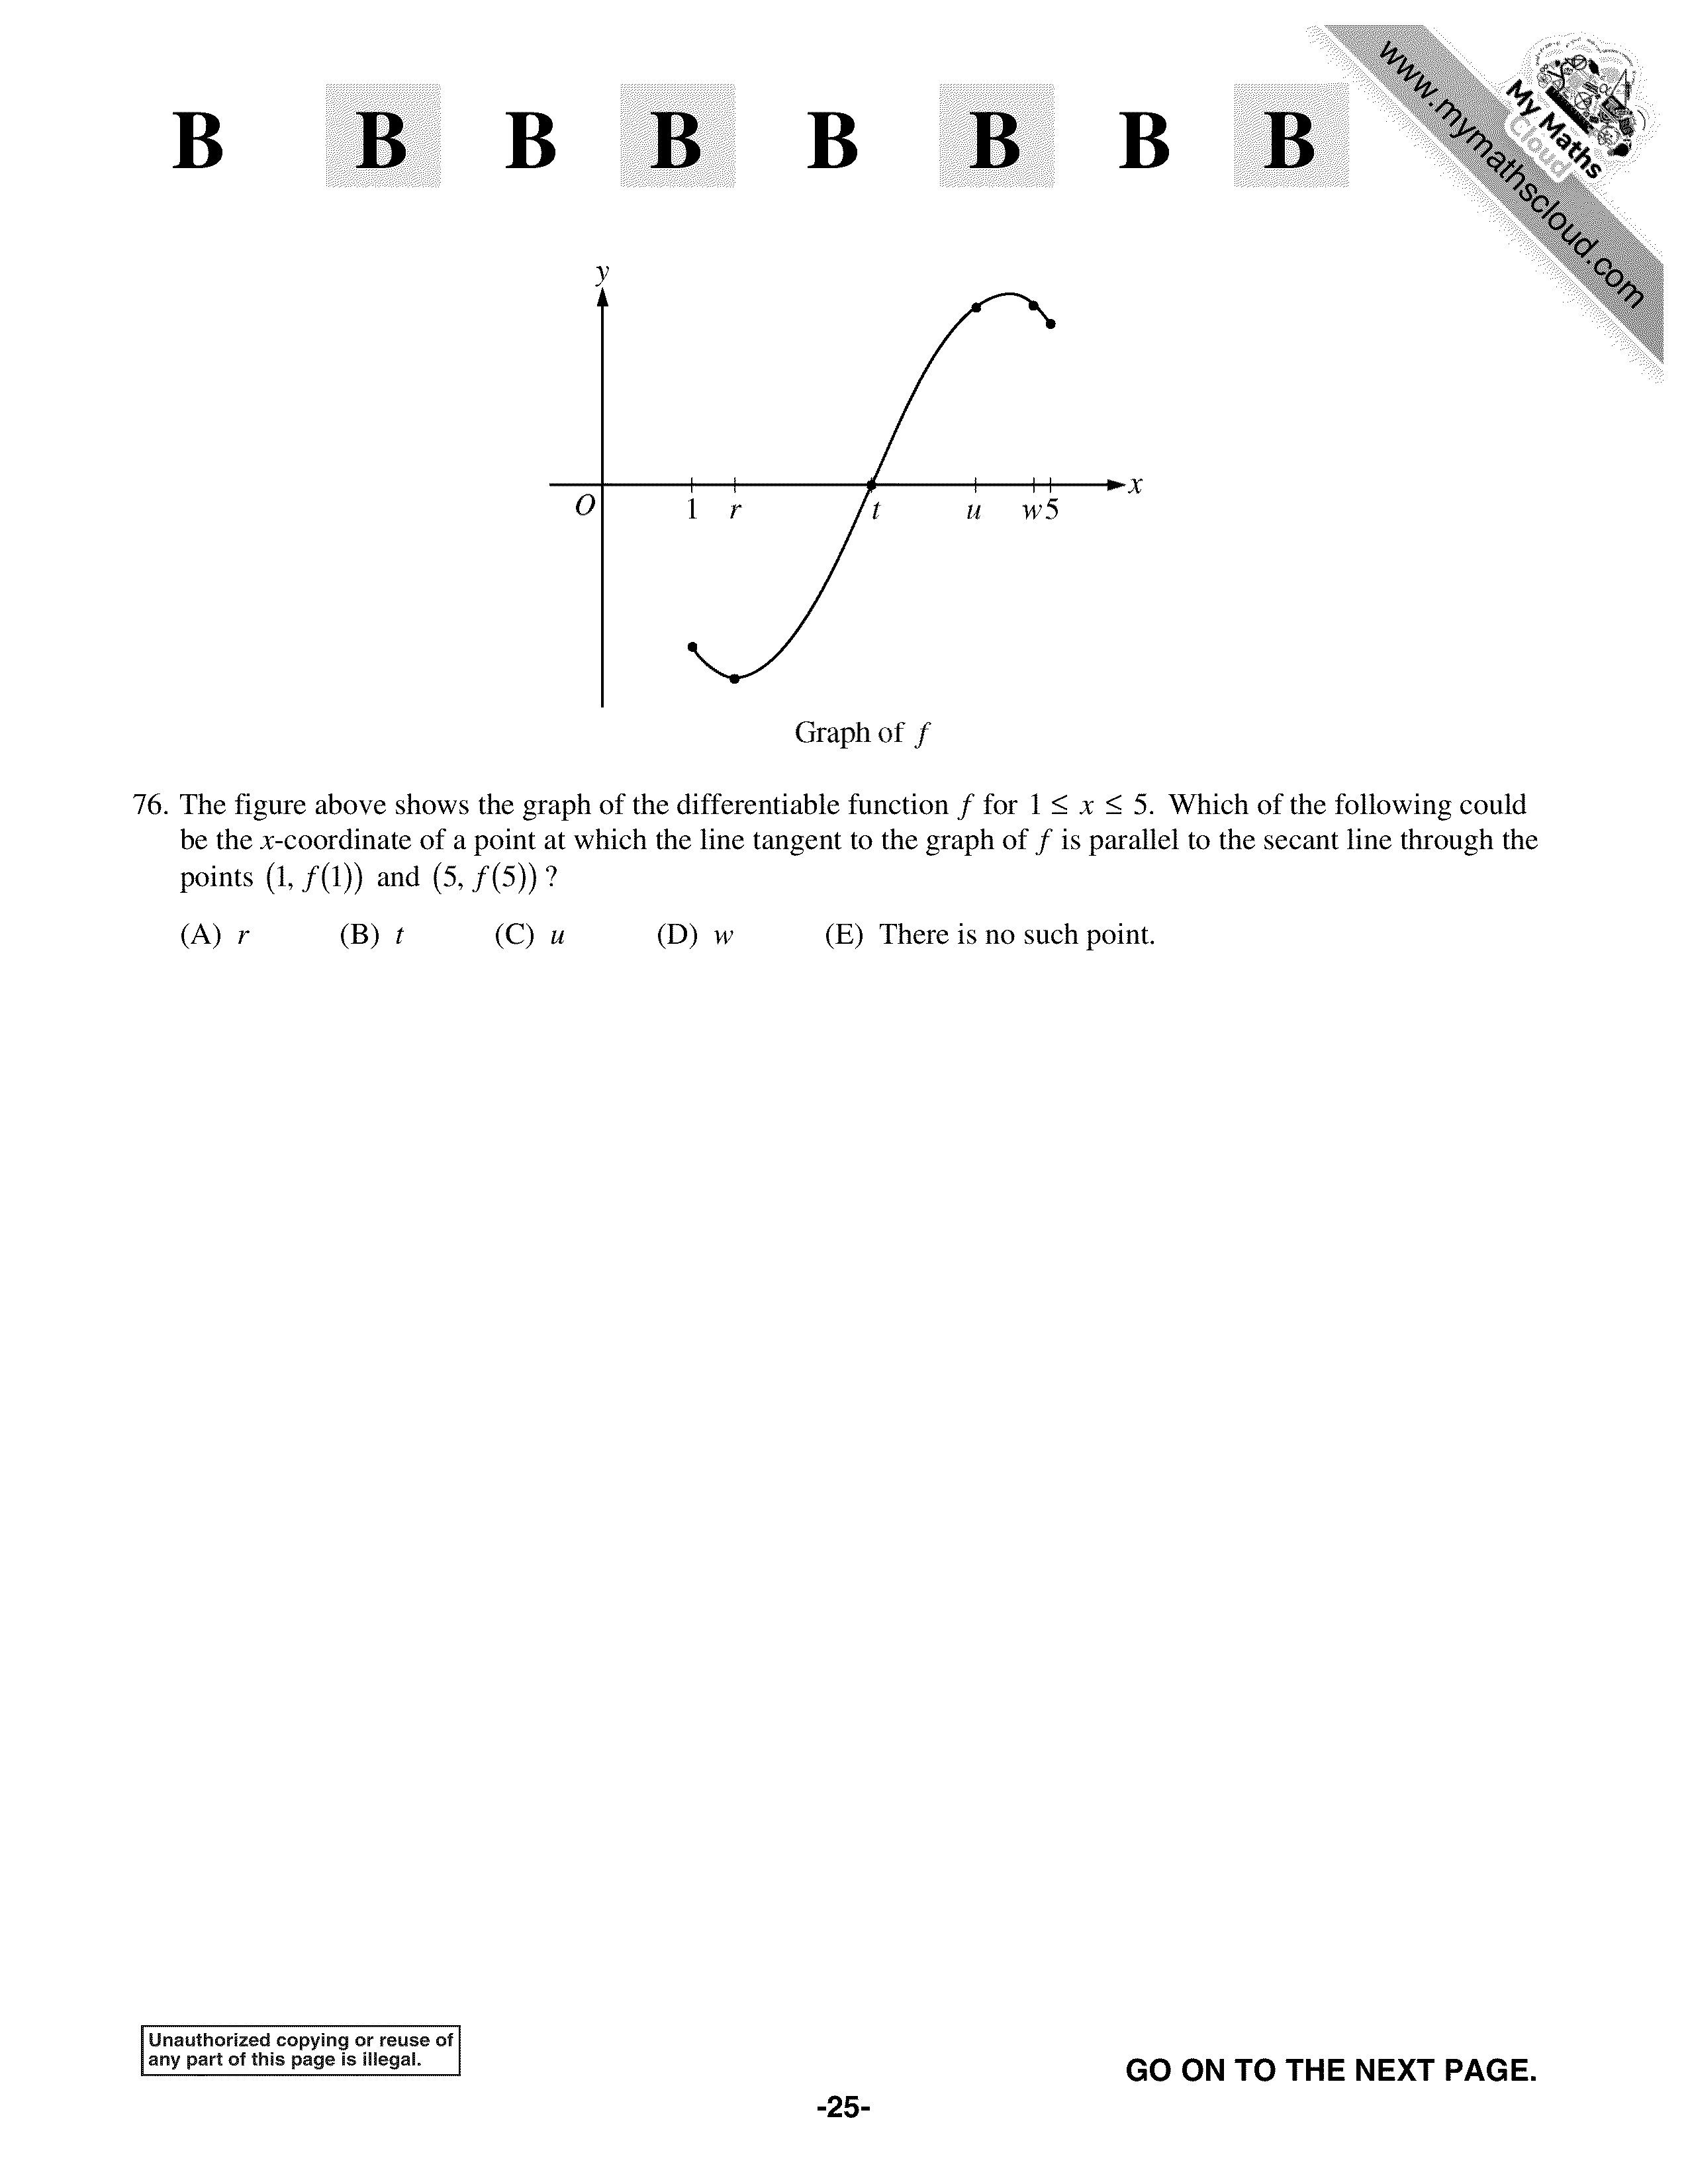 B B B B B B B B
www.mymathscloud.com
My Maths
Cloud
y
x
O
1 r t u w 5
Graph of f
76. The figure above shows the graph of the differentiable function f for 1 ≤ x ≤ 5. Which of the following could
be the x-coordinate of a point at which the line tangent to the graph of f is parallel to the secant line through the
points (1, f(1)) and (5, f(5)) ?
(A) r (B) t (C) u (D) w (E) There is no such point.
Unauthorized copying or reuse of
any part of this page is illegal.
GO ON TO THE NEXT PAGE.
-25-